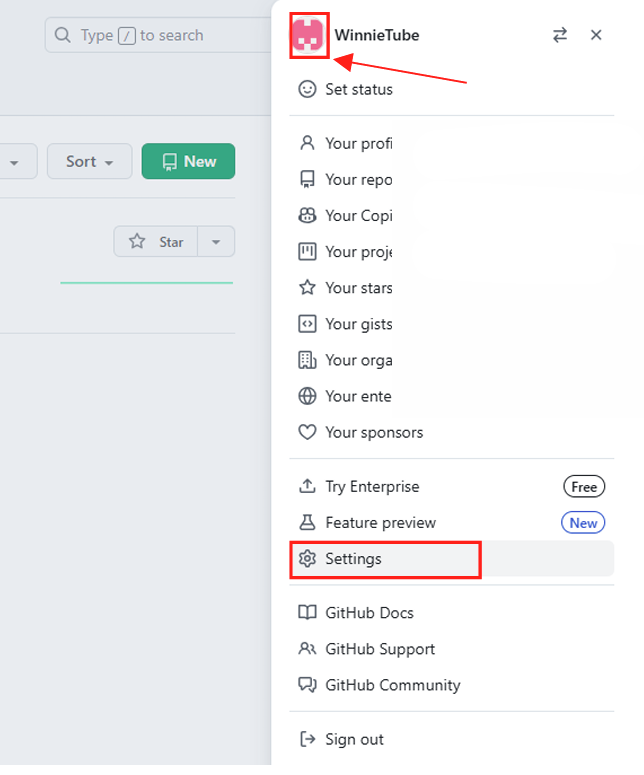 Type / to search
WinnieTube
Set status
Sort
New
Your profi
Your repo
Your Copi
Star
Your proje
Your stars
Your gists
Your orga
Your ente
Your sponsors
Try Enterprise Free
Feature preview New
Settings
GitHub Docs
GitHub Support
GitHub Community
Sign out